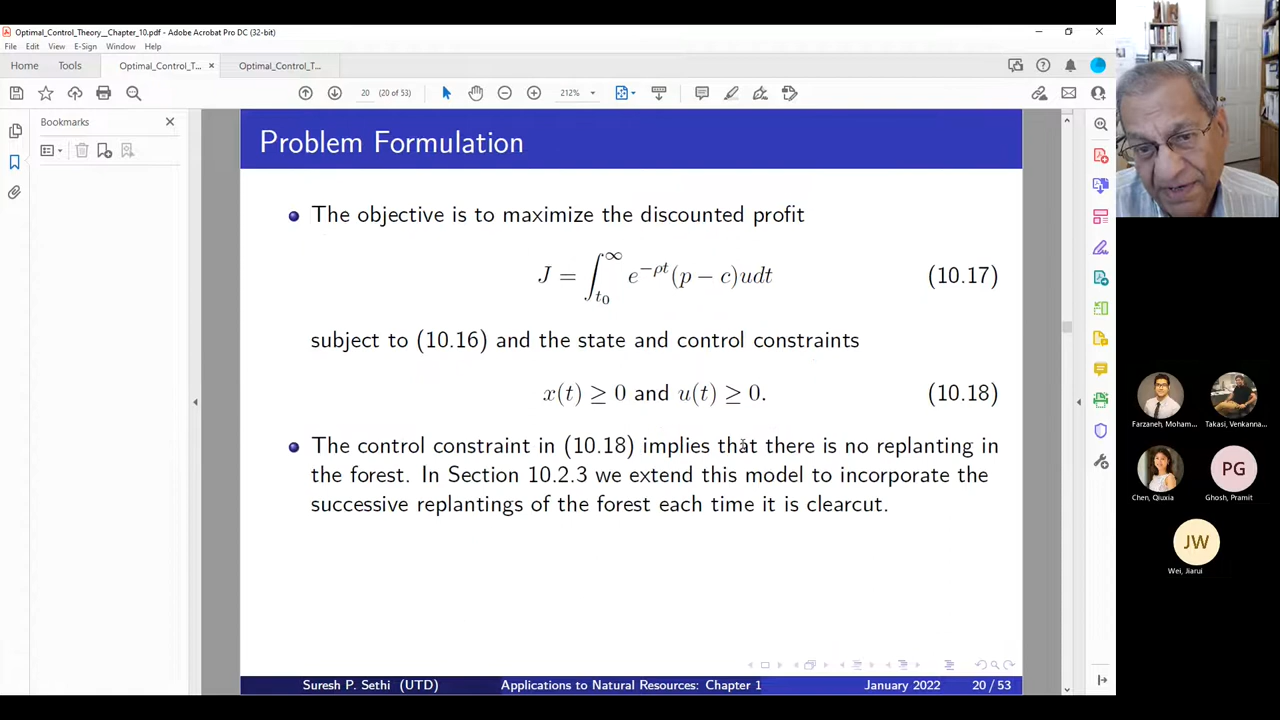 Optimal_Control_Theory__Chapter_10.pdf - Adobe Acrobat Pro DC (32-bit)
File Edit View E-Sign Window Help
Home Tools Optimal_Control_T... × Optimal_Control_T...
20 (20 of 53) 212%
Bookmarks
Problem Formulation
The objective is to maximize the discounted profit
J = ∫_{t₀}^{∞} e^{−ρt}(p − c)udt (10.17)
subject to (10.16) and the state and control constraints
x(t) ≥ 0 and u(t) ≥ 0. (10.18)
The control constraint in (10.18) implies that there is no replanting in
the forest. In Section 10.2.3 we extend this model to incorporate the
successive replantings of the forest each time it is clearcut.
Suresh P. Sethi (UTD) Applications to Natural Resources: Chapter 1 January 2022 20 / 53
Farzaneh, Moham... Takasi, Venkanna...
PG
Chen, Qiuxia Ghosh, Pramit
JW
Wei, Jiarui